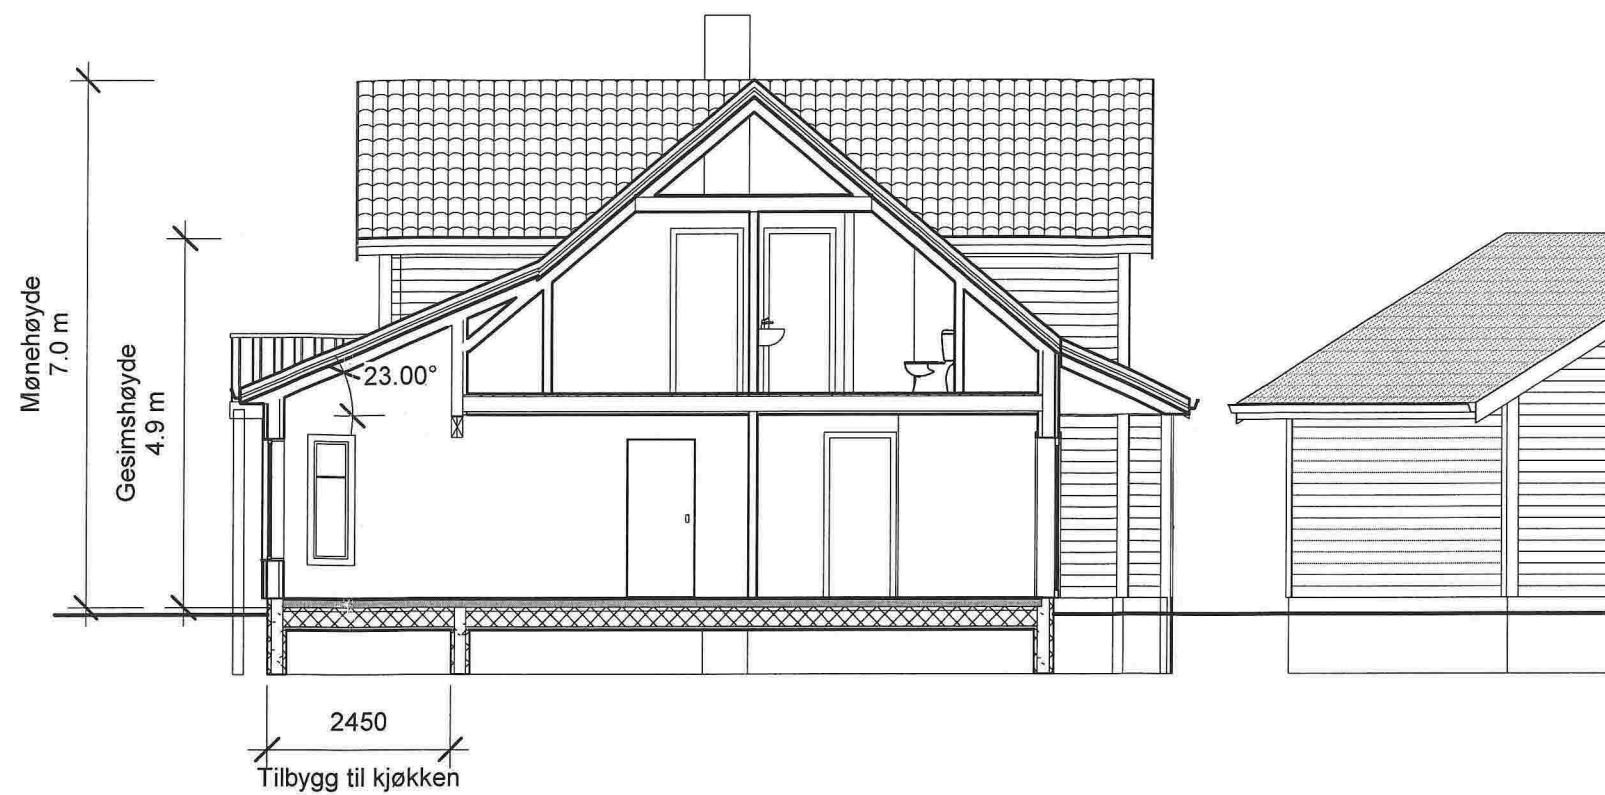 Mønehøyde
7.0 m
Gesimshøyde
4.9 m
23.00°
2450
Tilbygg til kjøkken